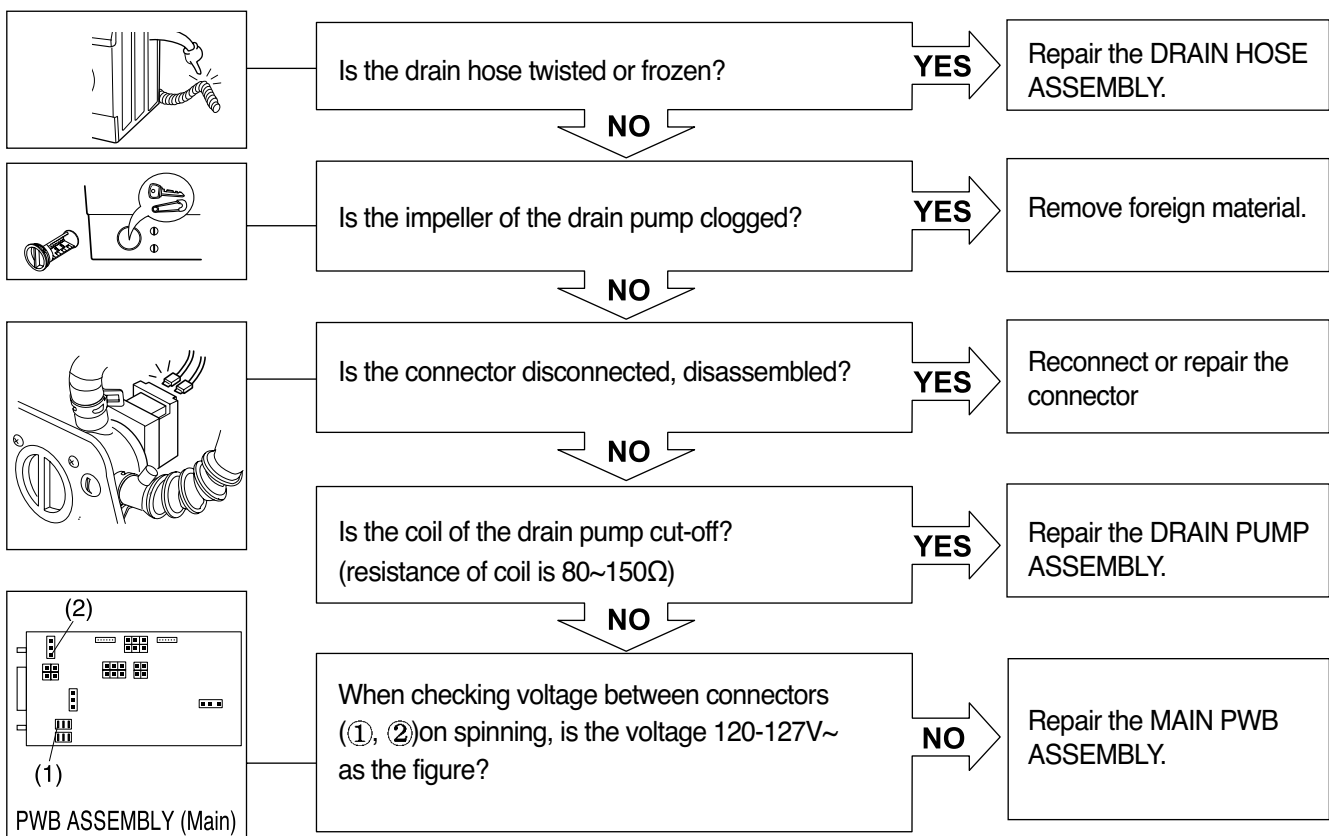 Is the drain hose twisted or frozen?
YES
Repair the DRAIN HOSE
ASSEMBLY.
NO
Is the impeller of the drain pump clogged?
YES
Remove foreign material.
NO
Is the connector disconnected, disassembled?
YES
Reconnect or repair the
connector
NO
Is the coil of the drain pump cut-off?
(resistance of coil is 80~150Ω)
YES
Repair the DRAIN PUMP
ASSEMBLY.
NO
(2)
(1)
PWB ASSEMBLY (Main)
When checking voltage between connectors
(①, ②)on spinning, is the voltage 120-127V~
as the figure?
NO
Repair the MAIN PWB
ASSEMBLY.